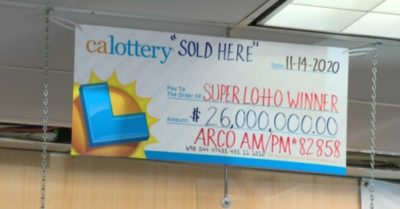 calottery "SOLD HERE"
Date: 11-14-2020
Pay To
The Order Of: SUPER LOTTO WINNER
Amount: $26,000,000.00
ARCO AM/PM*82858